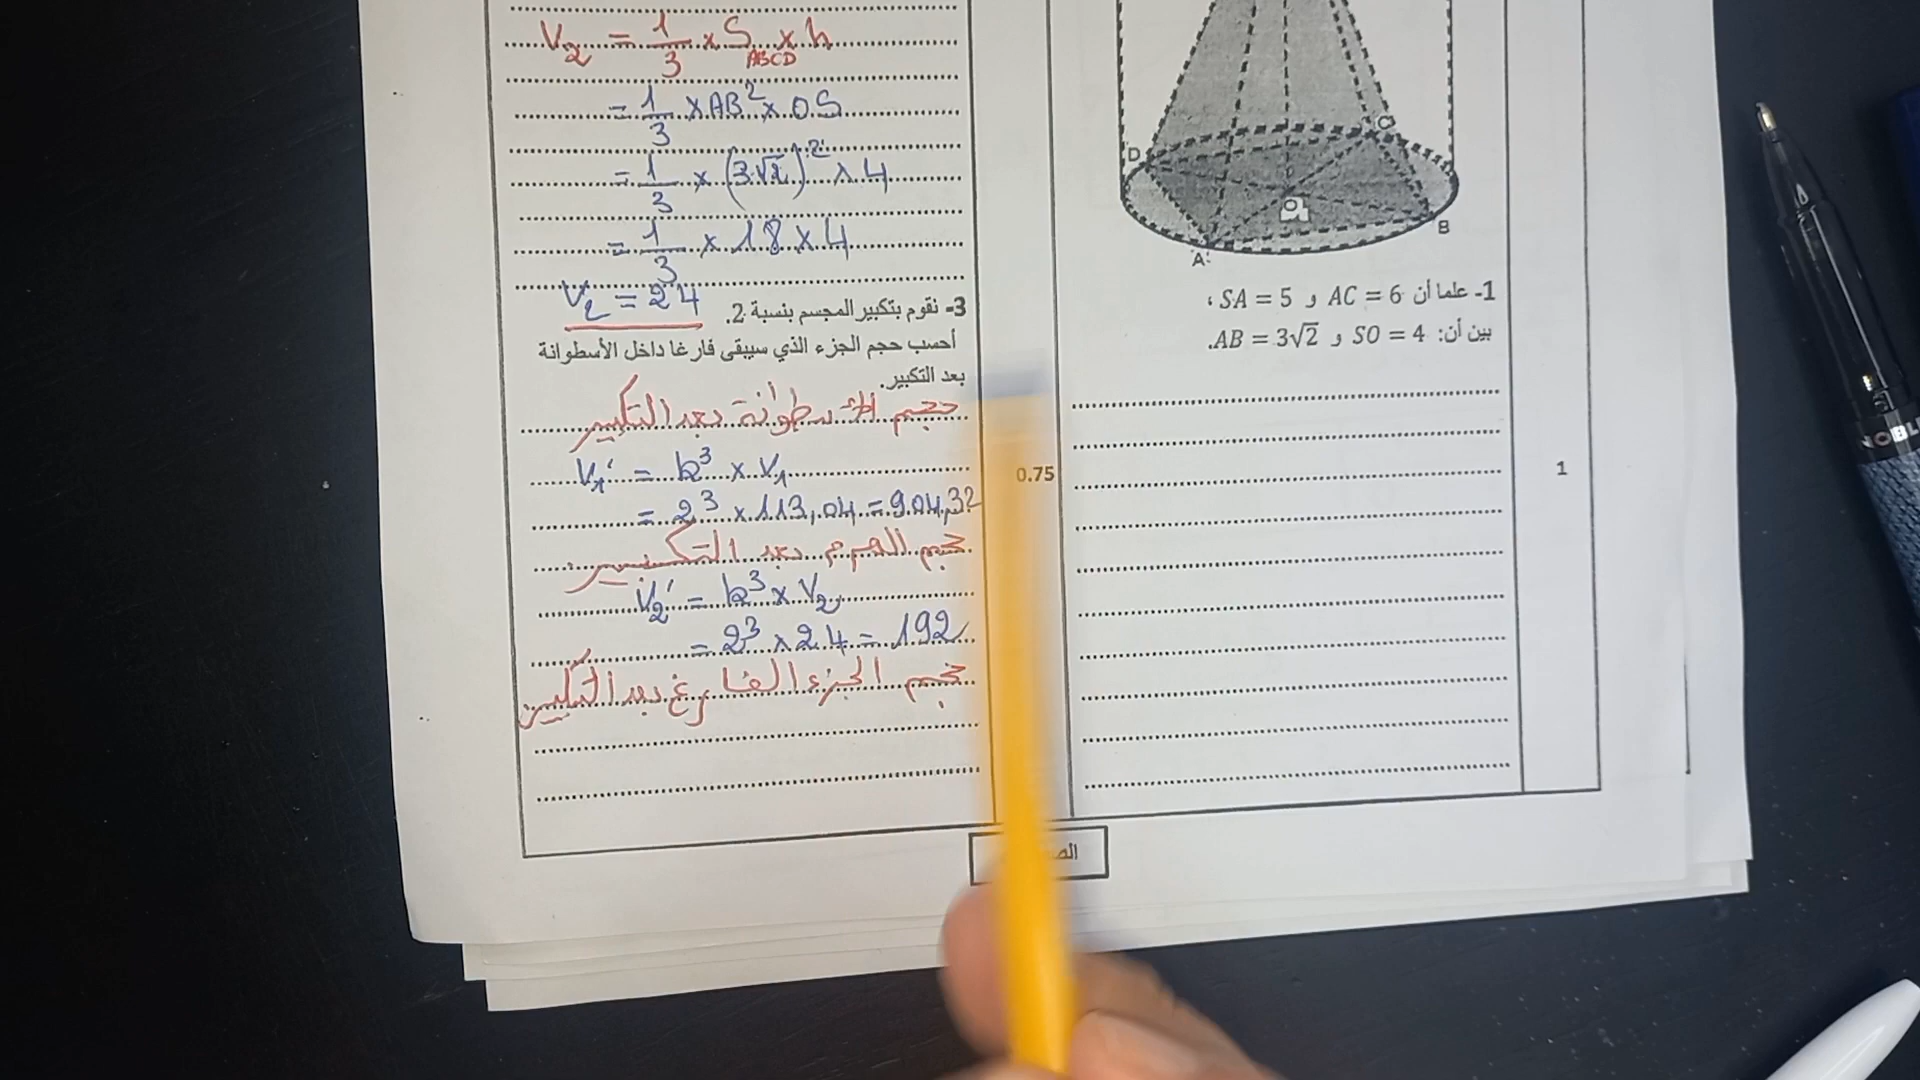 V₂ = 1/3 × S_ABCD × h
= 1/3 × AB² × OS
= 1/3 × (3√2)² × 4
= 1/3 × 18 × 4
V₂ = 24
3- نقوم بتكبير المجسم بنسبة 2.
أحسب حجم الجزء الذي سيبقى فارغا داخل الأسطوانة
بعد التكبير.
حجم الأسطوانة بعد التكبير
V₁' = k³ × V₁
= 2³ × 113,04 = 904,32
حجم الهرم بعد التكبير
V₂' = k³ × V₂
= 2³ × 24 = 192
حجم الجزء الفارغ بعد التكبير
0.75
D
C
O
B
A
1- علما أن AC = 6 و SA = 5 ،
بين أن: SO = 4 و AB = 3√2.
1
NOBL